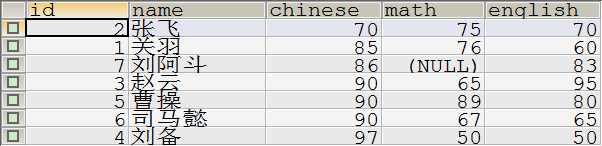 id name chinese math english
2 张飞 70 75 70
1 关羽 85 76 60
7 刘阿斗 86 (NULL) 83
3 赵云 90 65 95
5 曹操 90 89 80
6 司马懿 90 67 65
4 刘备 97 50 50